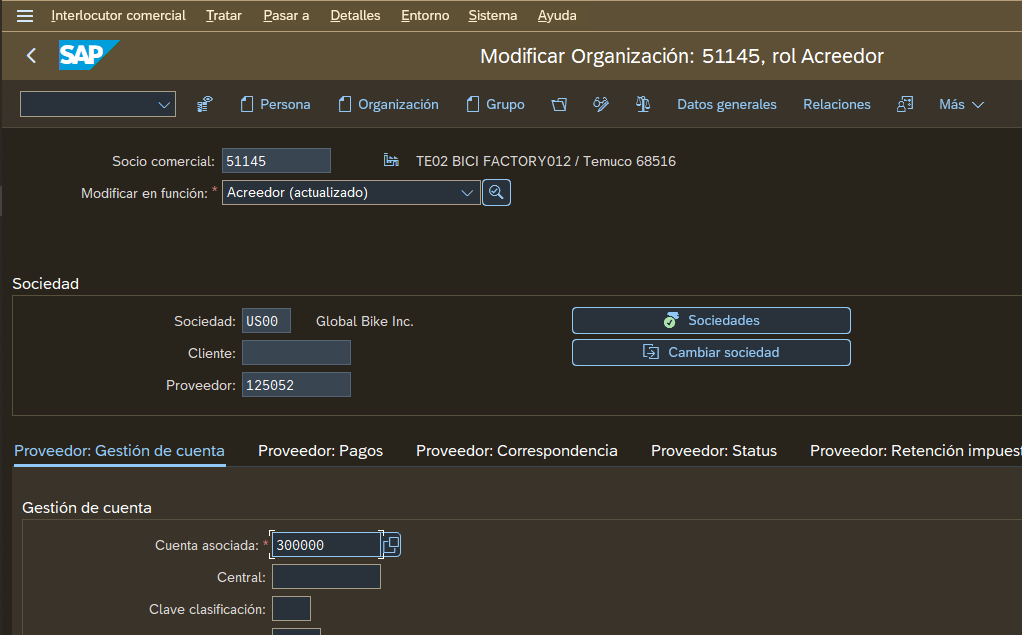 Interlocutor comercial Tratar Pasar a Detalles Entorno Sistema Ayuda
SAP Modificar Organización: 51145, rol Acreedor
Persona Organización Grupo Datos generales Relaciones Más
Socio comercial: 51145 TE02 BICI FACTORY012 / Temuco 68516
Modificar en función: * Acreedor (actualizado)
Sociedad
Sociedad: US00 Global Bike Inc. Sociedades
Cliente: Cambiar sociedad
Proveedor: 125052
Proveedor: Gestión de cuenta Proveedor: Pagos Proveedor: Correspondencia Proveedor: Status Proveedor: Retención impuest
Gestión de cuenta
Cuenta asociada: * 300000
Central:
Clave clasificación: